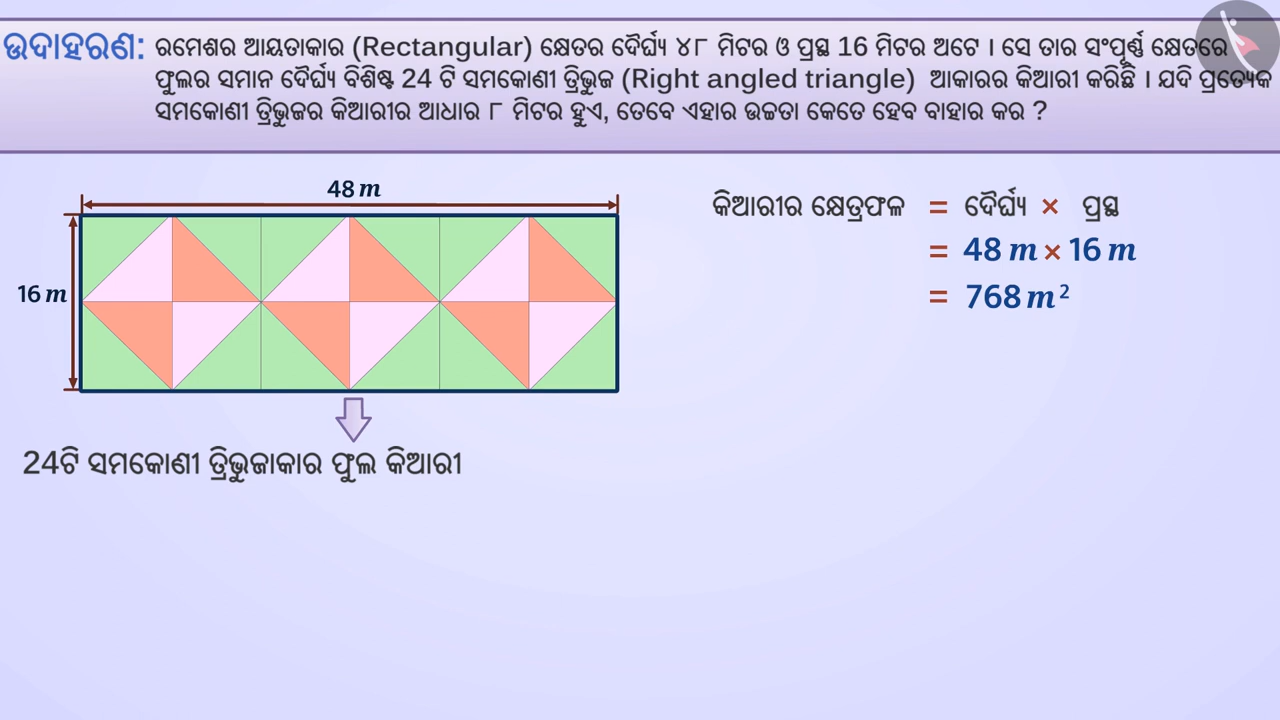 ଉଦାହରଣ: ରମେଶର ଆୟତାକାର (Rectangular) କ୍ଷେତର ଦୈର୍ଘ୍ୟ ୪୮ ମିଟର ଓ ପ୍ରସ୍ଥ 16 ମିଟର ଅଟେ । ସେ ତାର ସଂପୂର୍ଣ୍ଣ କ୍ଷେତରେ
ଫୁଲର ସମାନ ଦୈର୍ଘ୍ୟ ବିଶିଷ୍ଟ 24 ଟି ସମକୋଣୀ ତ୍ରିଭୁଜ (Right angled triangle) ଆକାରର କିଆରୀ କରିଛି । ଯଦି ପ୍ରତ୍ୟେକ
ସମକୋଣୀ ତ୍ରିଭୁଜର କିଆରୀର ଆଧାର ୮ ମିଟର ହୁଏ, ତେବେ ଏହାର ଉଚ୍ଚତା କେତେ ହେବ ବାହାର କର ?
48 m
16 m
କିଆରୀର କ୍ଷେତ୍ରଫଳ = ଦୈର୍ଘ୍ୟ × ପ୍ରସ୍ଥ
= 48 m × 16 m
= 768 m²
24ଟି ସମକୋଣୀ ତ୍ରିଭୁଜାକାର ଫୁଲ କିଆରୀ